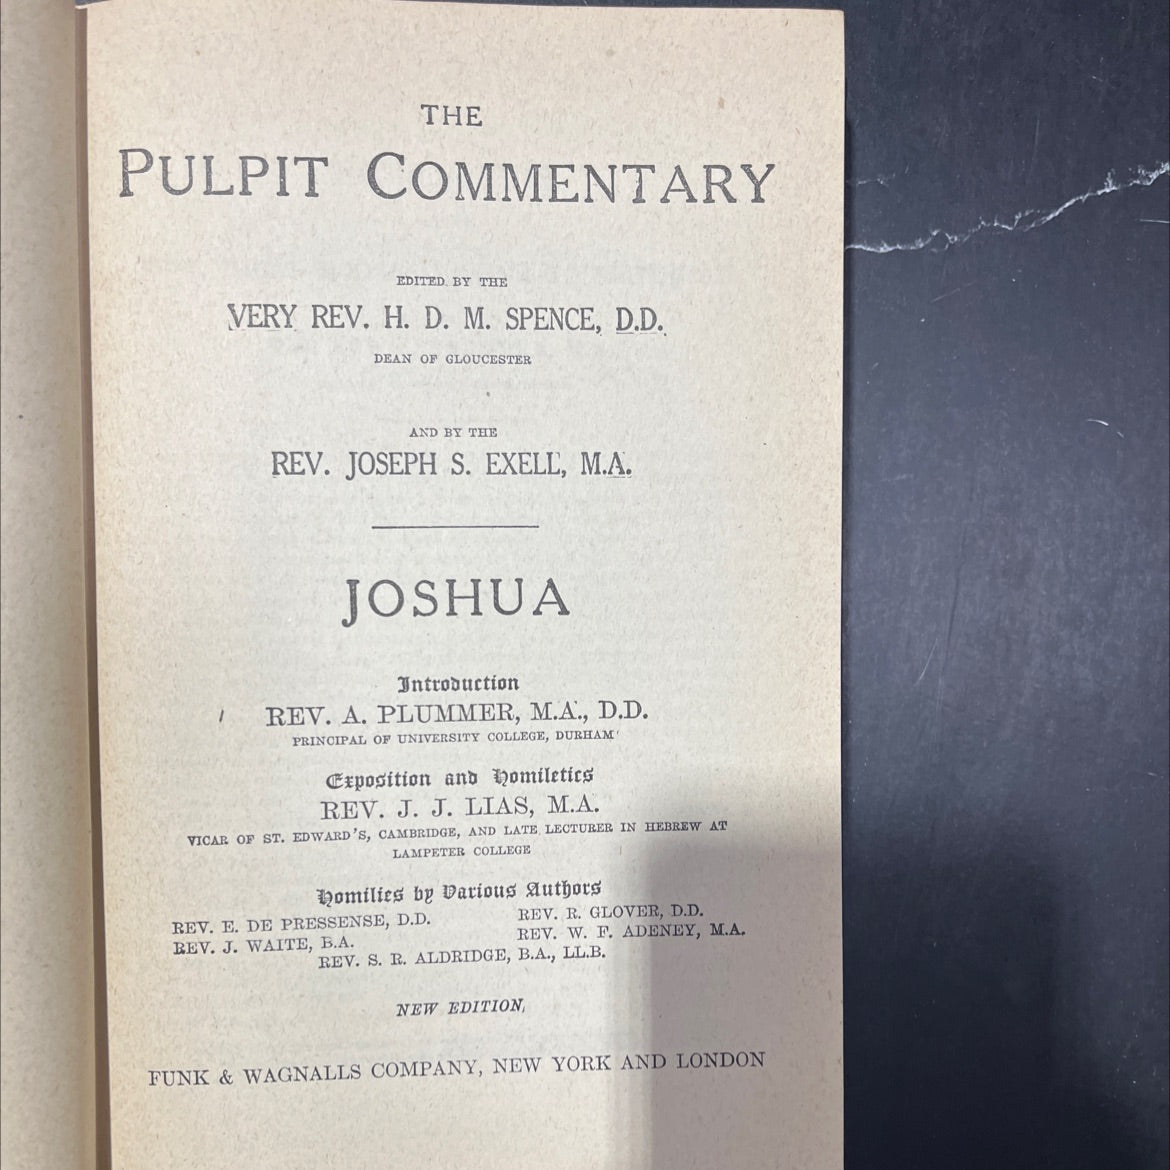 THE
PULPIT COMMENTARY
EDITED BY THE
VERY REV. H. D. M. SPENCE, D.D.
DEAN OF GLOUCESTER
AND BY THE
REV. JOSEPH S. EXELL, M.A.
JOSHUA
Introduction
REV. A. PLUMMER, M.A., D.D.
PRINCIPAL OF UNIVERSITY COLLEGE, DURHAM
Exposition and Homiletics
REV. J. J. LIAS, M.A.
VICAR OF ST. EDWARD'S, CAMBRIDGE, AND LATE LECTURER IN HEBREW AT
LAMPETER COLLEGE
Homilies by Various Authors
REV. E. DE PRESSENSE, D.D. REV. R. GLOVER, D.D.
REV. J. WAITE, B.A. REV. W. F. ADENEY, M.A.
REV. S. R. ALDRIDGE, B.A., LL.B.
NEW EDITION,
FUNK & WAGNALLS COMPANY, NEW YORK AND LONDON